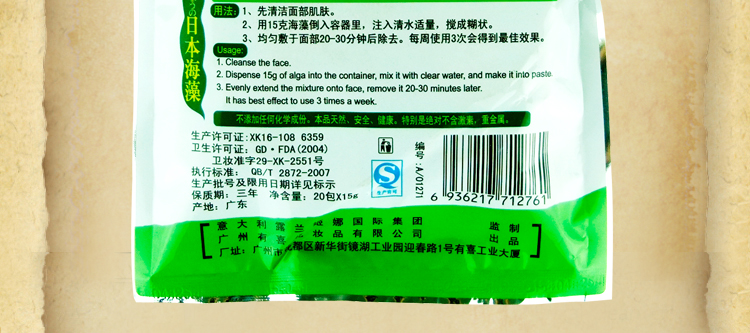 日本海藻
用法: 1、先清洁面部肌肤。
2、用15克海藻倒入容器里，注入清水适量，搅成糊状。
3、均匀敷于面部20-30分钟后除去。每周使用3次会得到最佳效果。
Usage:
1. Cleanse the face.
2. Dispense 15g of alga into the container, mix it with clear water, and make it into paste.
3. Evenly extend the mixture onto face, remove it 20-30 minutes later.
It has best effect to use 3 times a week.
不添加任何化学成份。本品天然、安全、健康。特别是绝对不含激素，重金属。
生产许可证:XK16-108 6359
卫生许可证: GD·FDA(2004)
卫妆准字29-XK-2551号
执行标准: QB/T 2872-2007
生产批号及限用日期详见标示
保质期: 三年 净含量: 20包X15g
产地: 广东
编号: A/01271
6 936217 712761
意大利露兰 娜国际集团 监制
广州有喜 妆品有限公司 出品
厂址: 广州市 都区新华街镜湖工业园迎春路1号有喜工业大厦